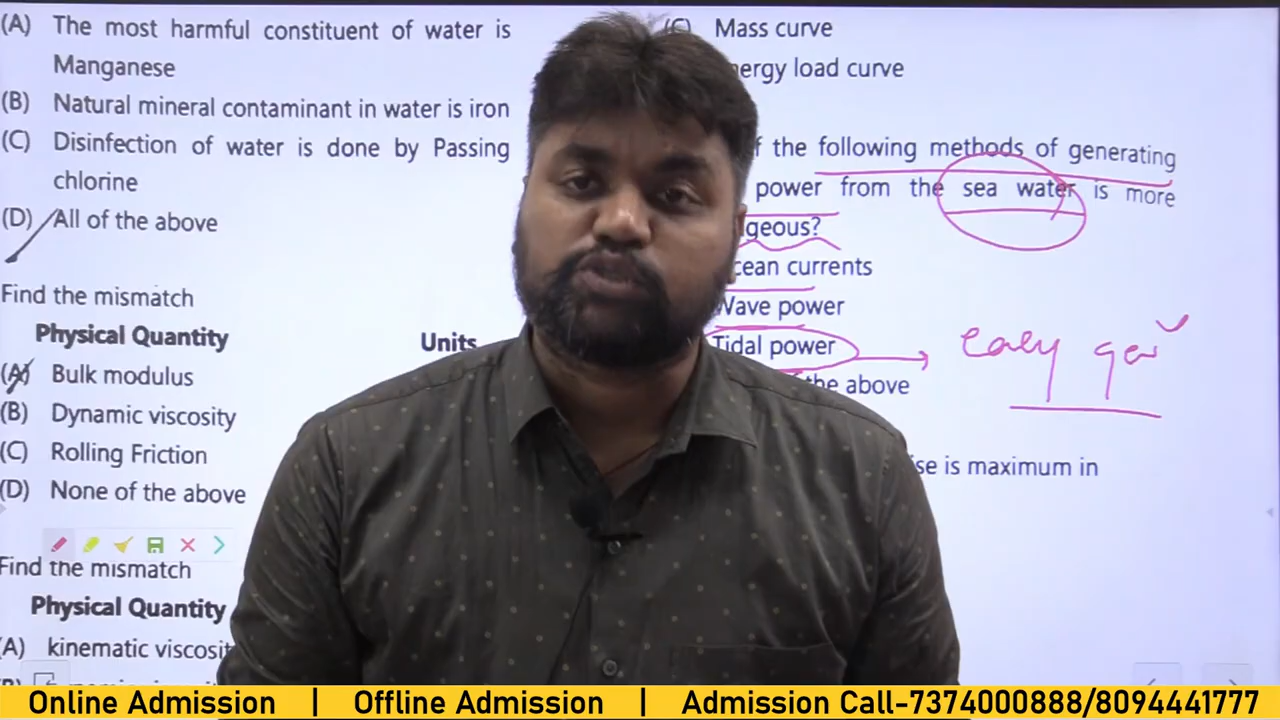 (A) The most harmful constituent of water is
Manganese
(B) Natural mineral contaminant in water is iron
(C) Disinfection of water is done by Passing
chlorine
(D) All of the above
Find the mismatch
Physical Quantity Units
(A) Bulk modulus
(B) Dynamic viscosity
(C) Rolling Friction
(D) None of the above
Find the mismatch
Physical Quantity
(A) kinematic viscosit
(C) Mass curve
nergy load curve
f the following methods of generating
power from the sea water is more
geous?
cean currents
Wave power
Tidal power
the above
se is maximum in
Online Admission | Offline Admission | Admission Call-7374000888/8094441777